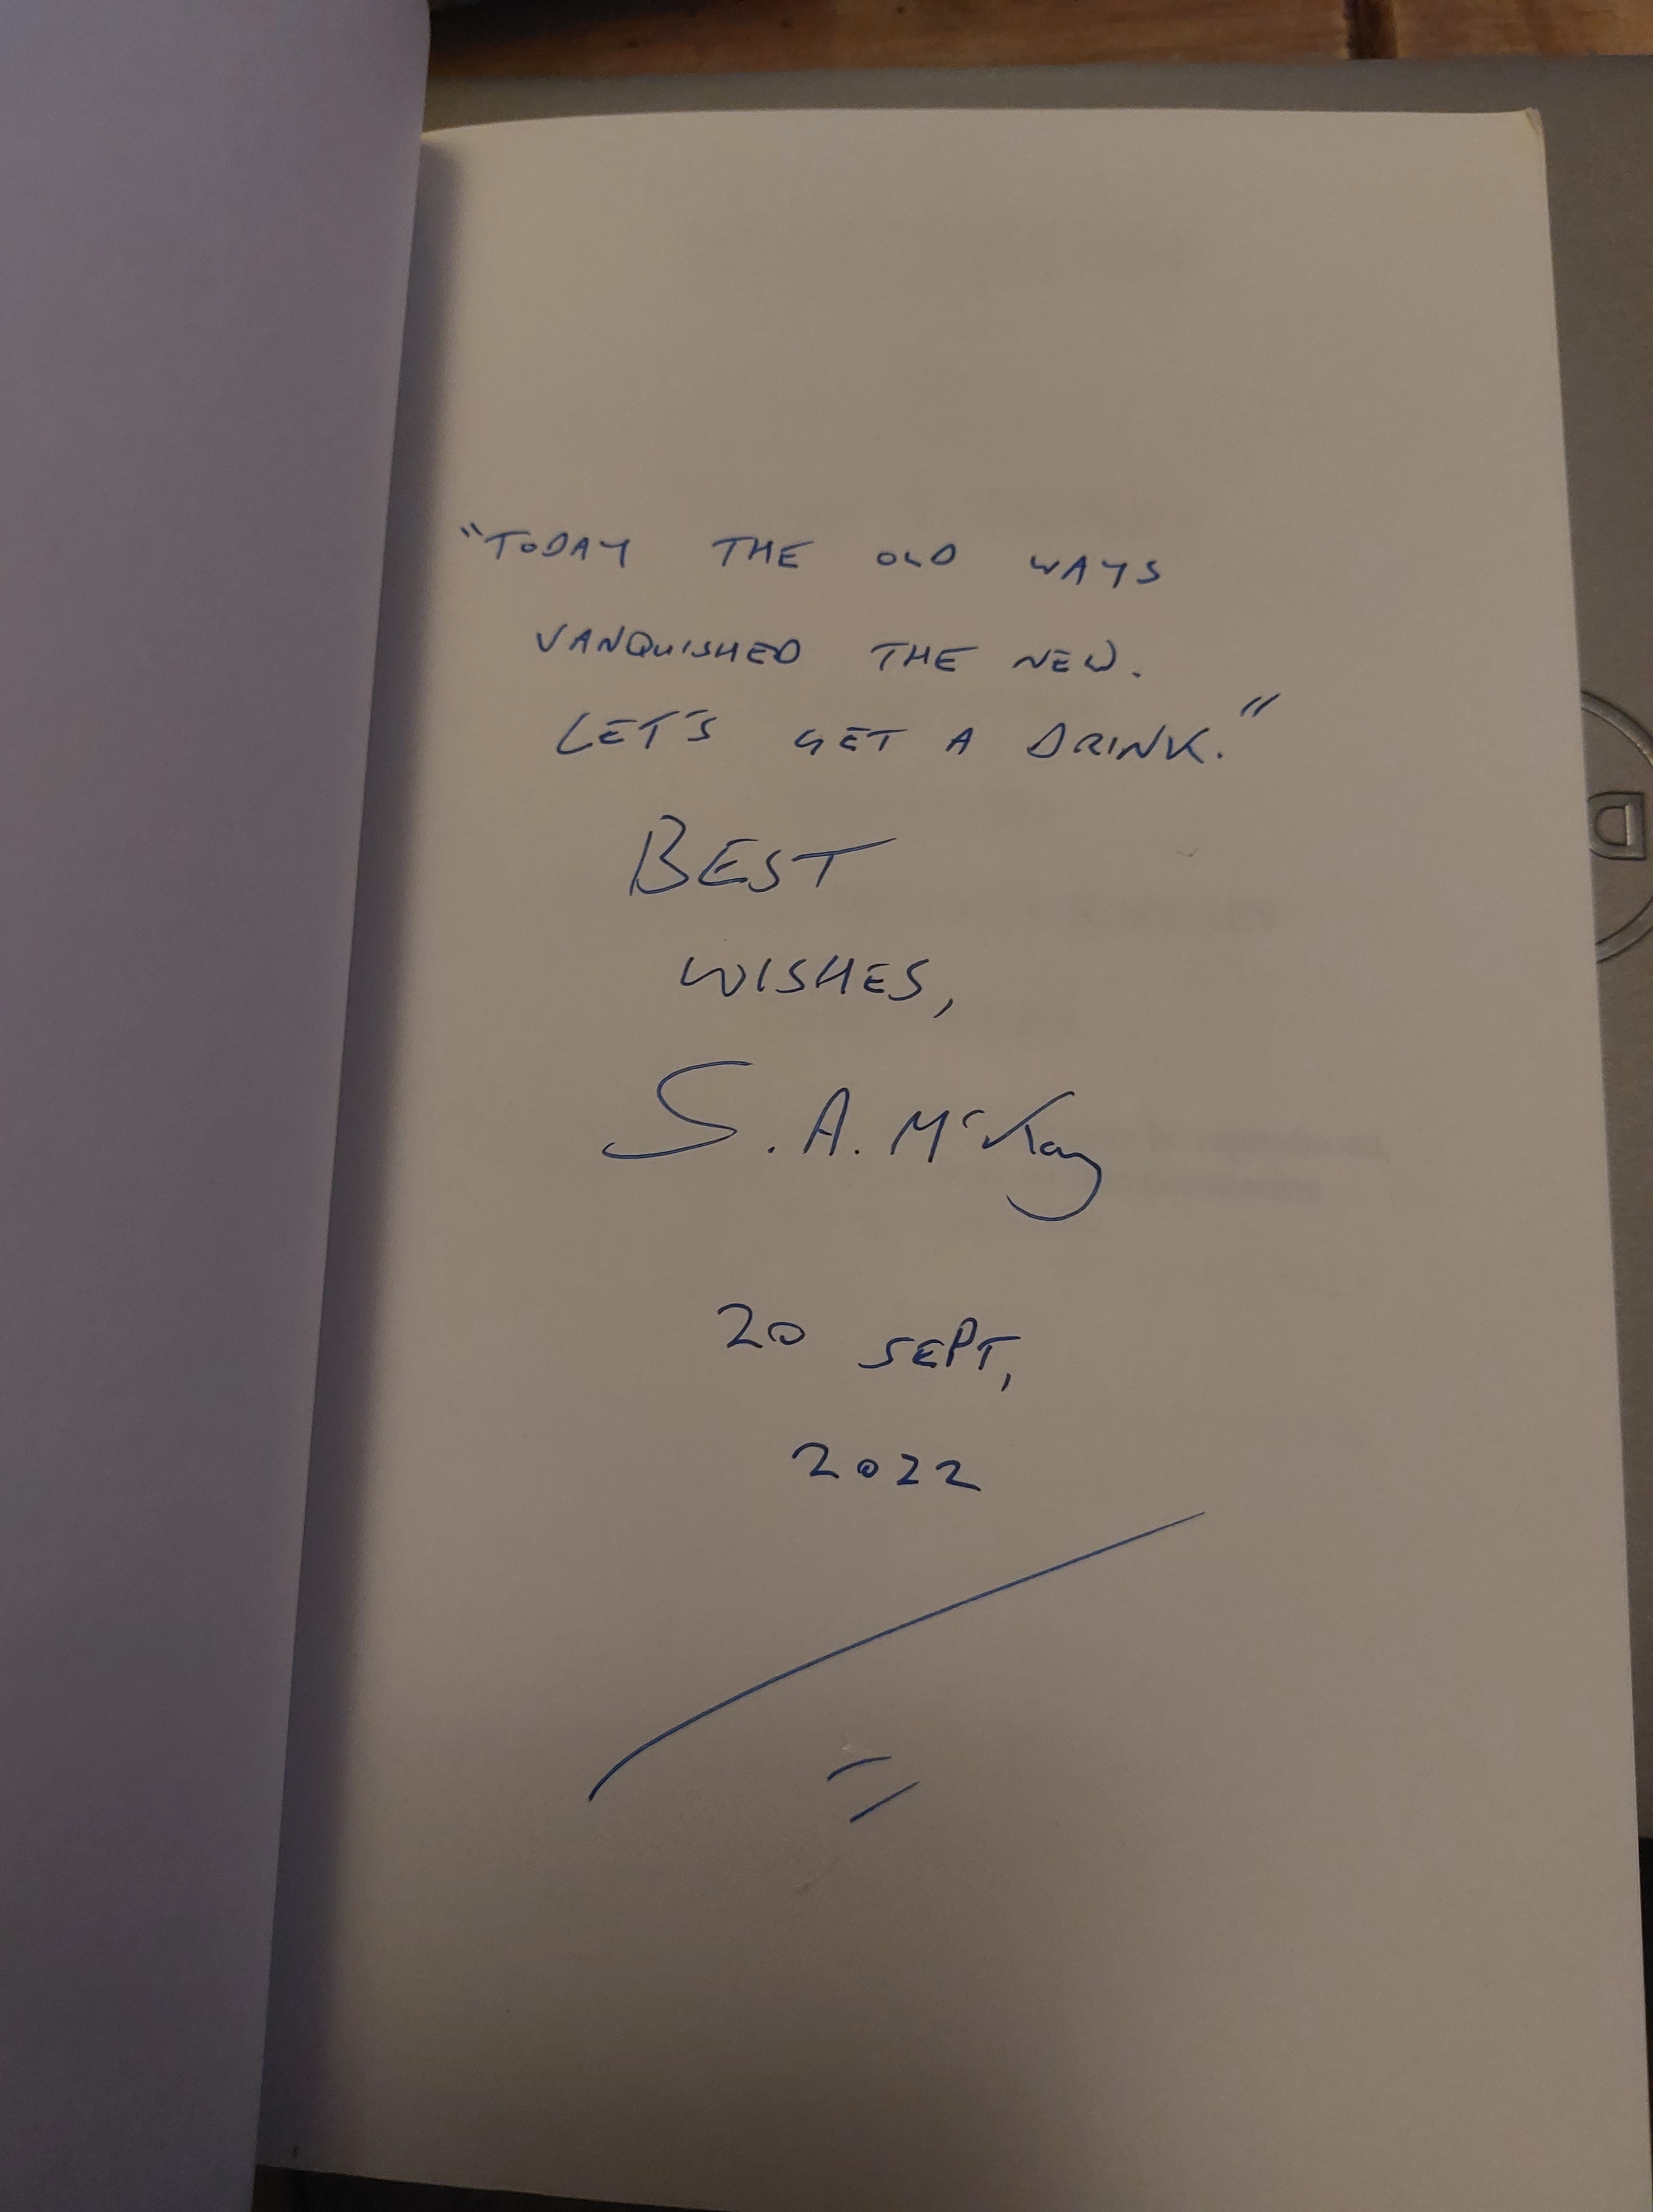 "TODAY THE OLD WAYS
VANQUISHED THE NEW.
LET'S GET A DRINK."
BEST
WISHES,
S. A. McKay
20 SEPT,
2022